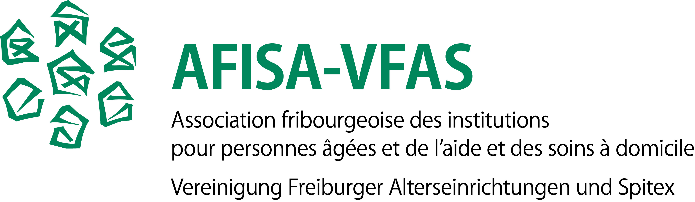 AFISA-VFAS
Association fribourgeoise des institutions
pour personnes âgées et de l'aide et des soins à domicile
Vereinigung Freiburger Alterseinrichtungen und Spitex